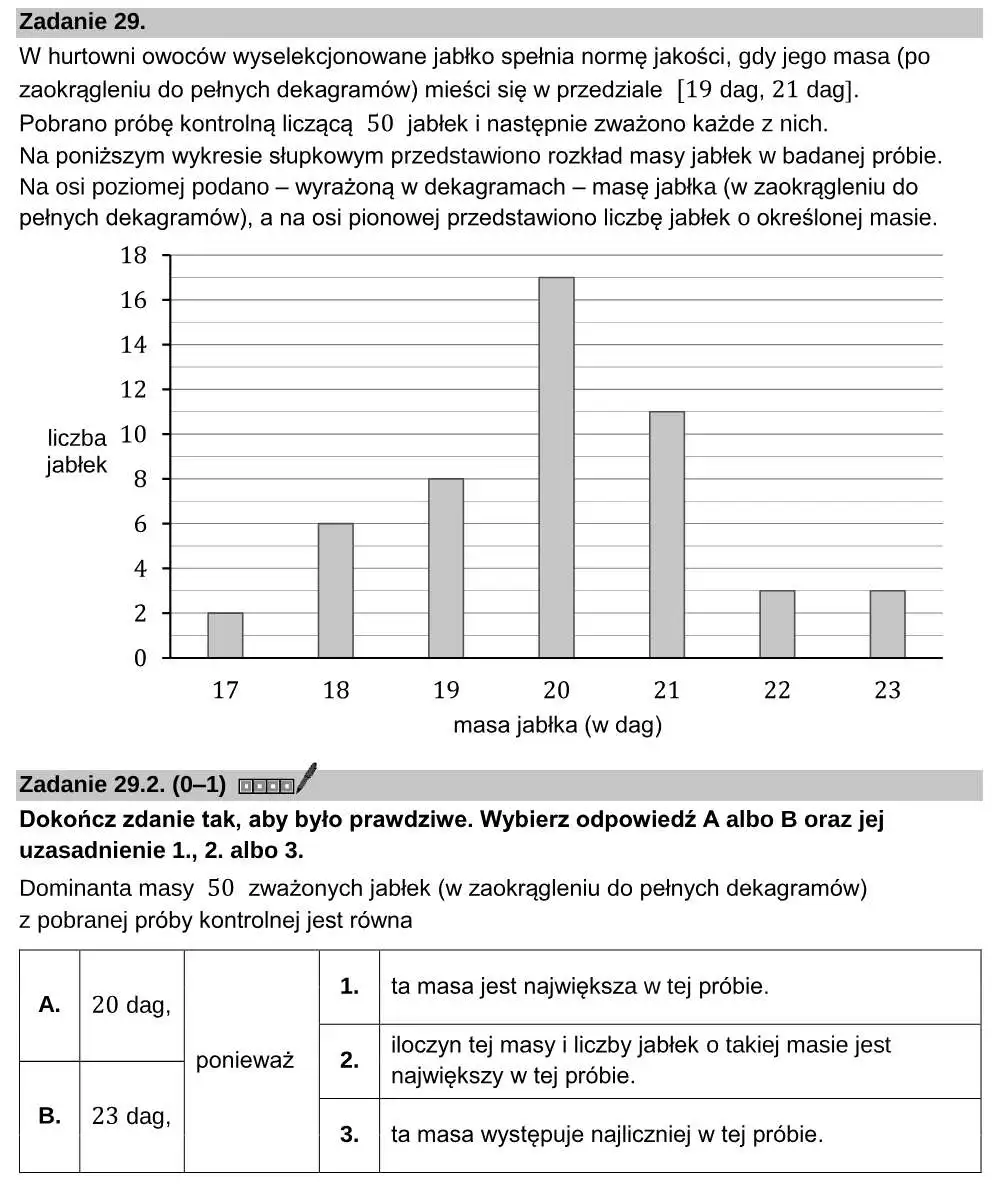 Zadanie 29.
W hurtowni owoców wyselekcjonowane jabłko spełnia normę jakości, gdy jego masa (po
zaokrągleniu do pełnych dekagramów) mieści się w przedziale [19 dag, 21 dag].
Pobrano próbę kontrolną liczącą 50 jabłek i następnie zważono każde z nich.
Na poniższym wykresie słupkowym przedstawiono rozkład masy jabłek w badanej próbie.
Na osi poziomej podano – wyrażoną w dekagramach – masę jabłka (w zaokrągleniu do
pełnych dekagramów), a na osi pionowej przedstawiono liczbę jabłek o określonej masie.
18
16
14
12
liczba
jabłek
10
8
6
4
2
0
17 18 19 20 21 22 23
masa jabłka (w dag)
Zadanie 29.2. (0–1)
Dokończ zdanie tak, aby było prawdziwe. Wybierz odpowiedź A albo B oraz jej
uzasadnienie 1., 2. albo 3.
Dominanta masy 50 zważonych jabłek (w zaokrągleniu do pełnych dekagramów)
z pobranej próby kontrolnej jest równa
A. 20 dag,
B. 23 dag,
ponieważ
1. ta masa jest największa w tej próbie.
2. iloczyn tej masy i liczby jabłek o takiej masie jest
największy w tej próbie.
3. ta masa występuje najliczniej w tej próbie.